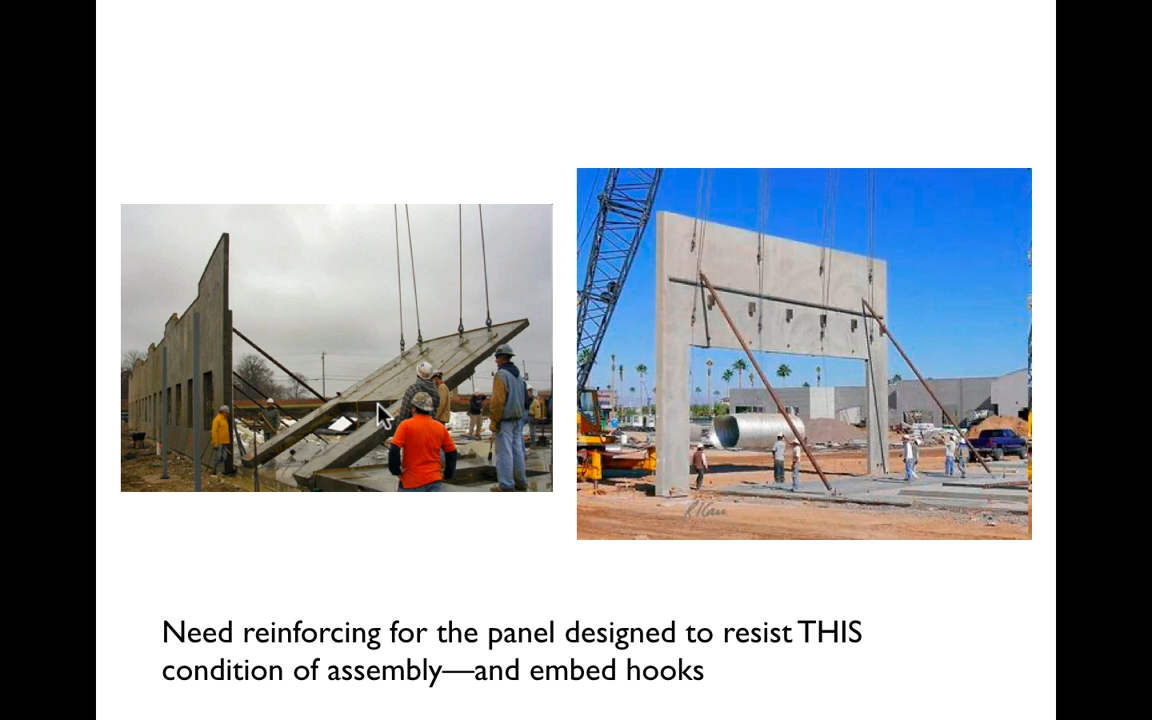 Need reinforcing for the panel designed to resist THIS
condition of assembly—and embed hooks